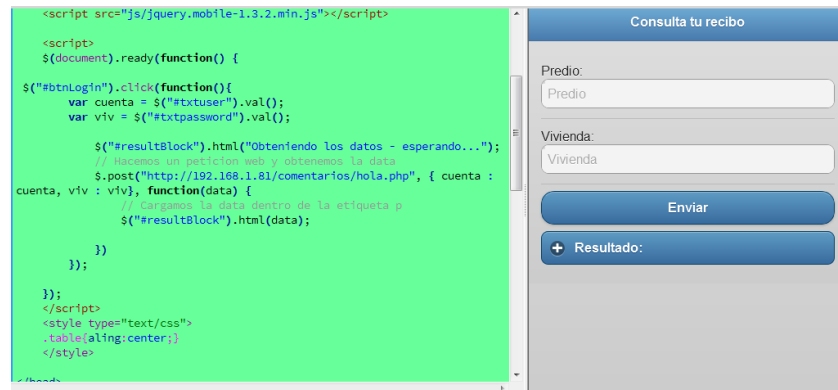 <script src="js/jquery.mobile-1.3.2.min.js"></script>
<script>
$(document).ready(function() {
$("#btnLogin").click(function(){
var cuenta = $("#txtuser").val();
var viv = $("#txtpassword").val();
$("#resultBlock").html("Obteniendo los datos - esperando...");
// Hacemos un peticion web y obtenemos la data
$.post("http://192.168.1.81/comentarios/hola.php", { cuenta :
cuenta, viv : viv}, function(data) {
// Cargamos la data dentro de la etiqueta p
$("#resultBlock").html(data);
})
});
});
</script>
<style type="text/css">
.table{aling:center;}
</style>
</head>
Consulta tu recibo
Predio:
Predio
Vivienda:
Vivienda
Enviar
Resultado: